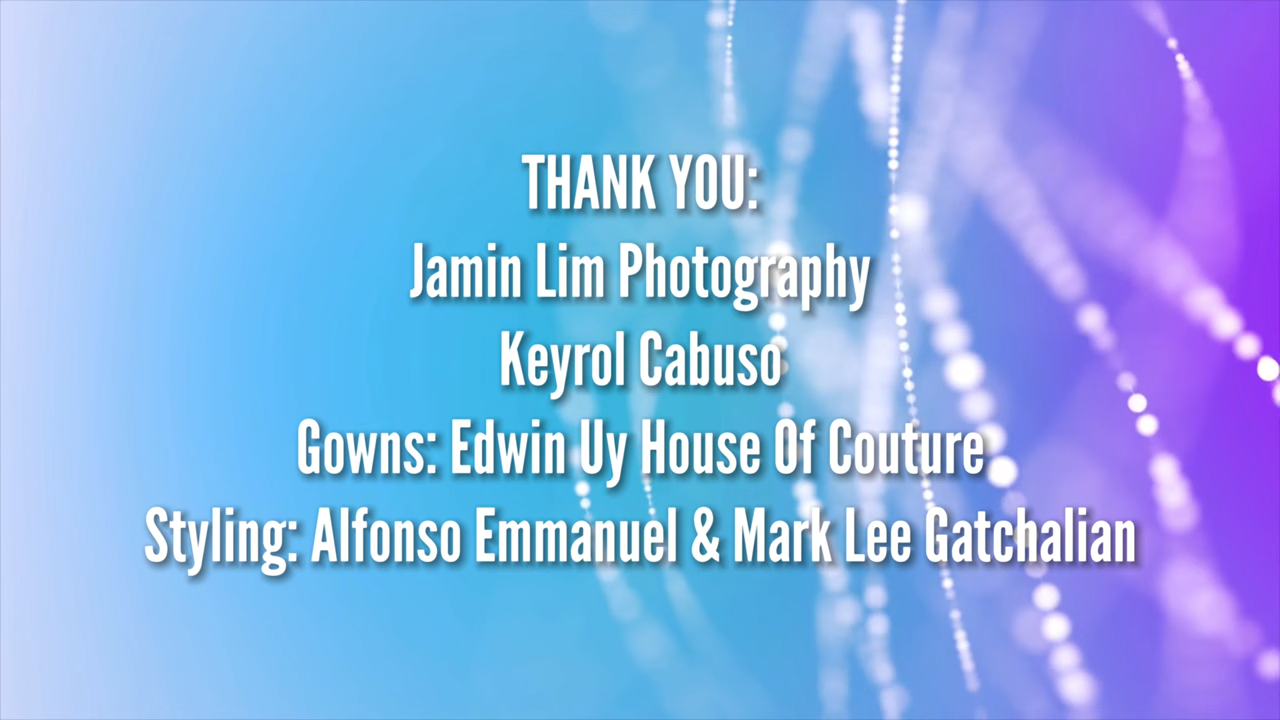 THANK YOU:
Jamin Lim Photography
Keyrol Cabuso
Gowns: Edwin Uy House Of Couture
Styling: Alfonso Emmanuel & Mark Lee Gatchalian